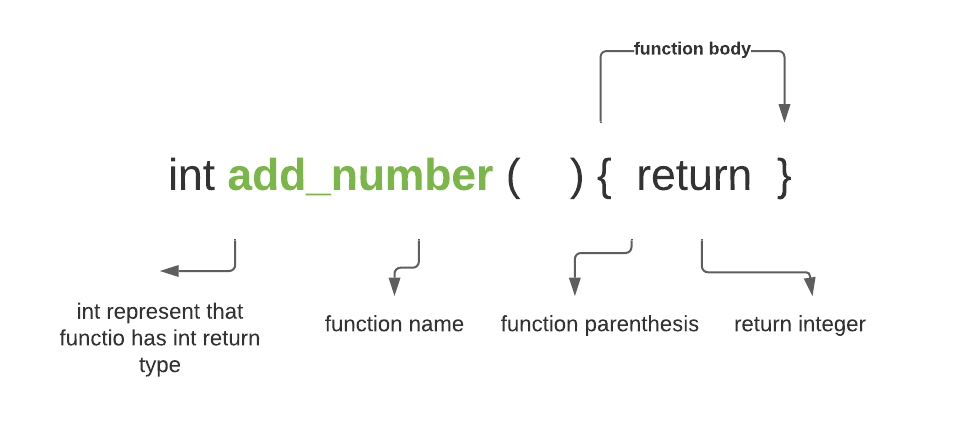 function body
int add_number ( ) { return }
int represent that
functio has int return
type
function name
function parenthesis
return integer